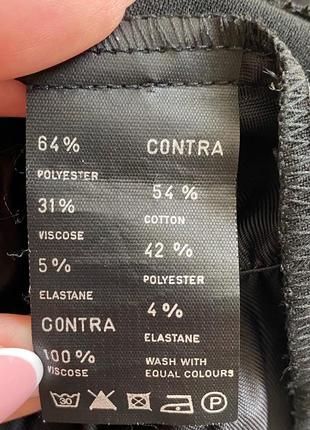 64%
POLYESTER
31%
VISCOSE
5%
ELASTANE
CONTRA
100%
VISCOSE
CONTRA
54%
COTTON
42%
POLYESTER
4%
ELASTANE
WASH WITH
EQUAL COLOURS
30
P